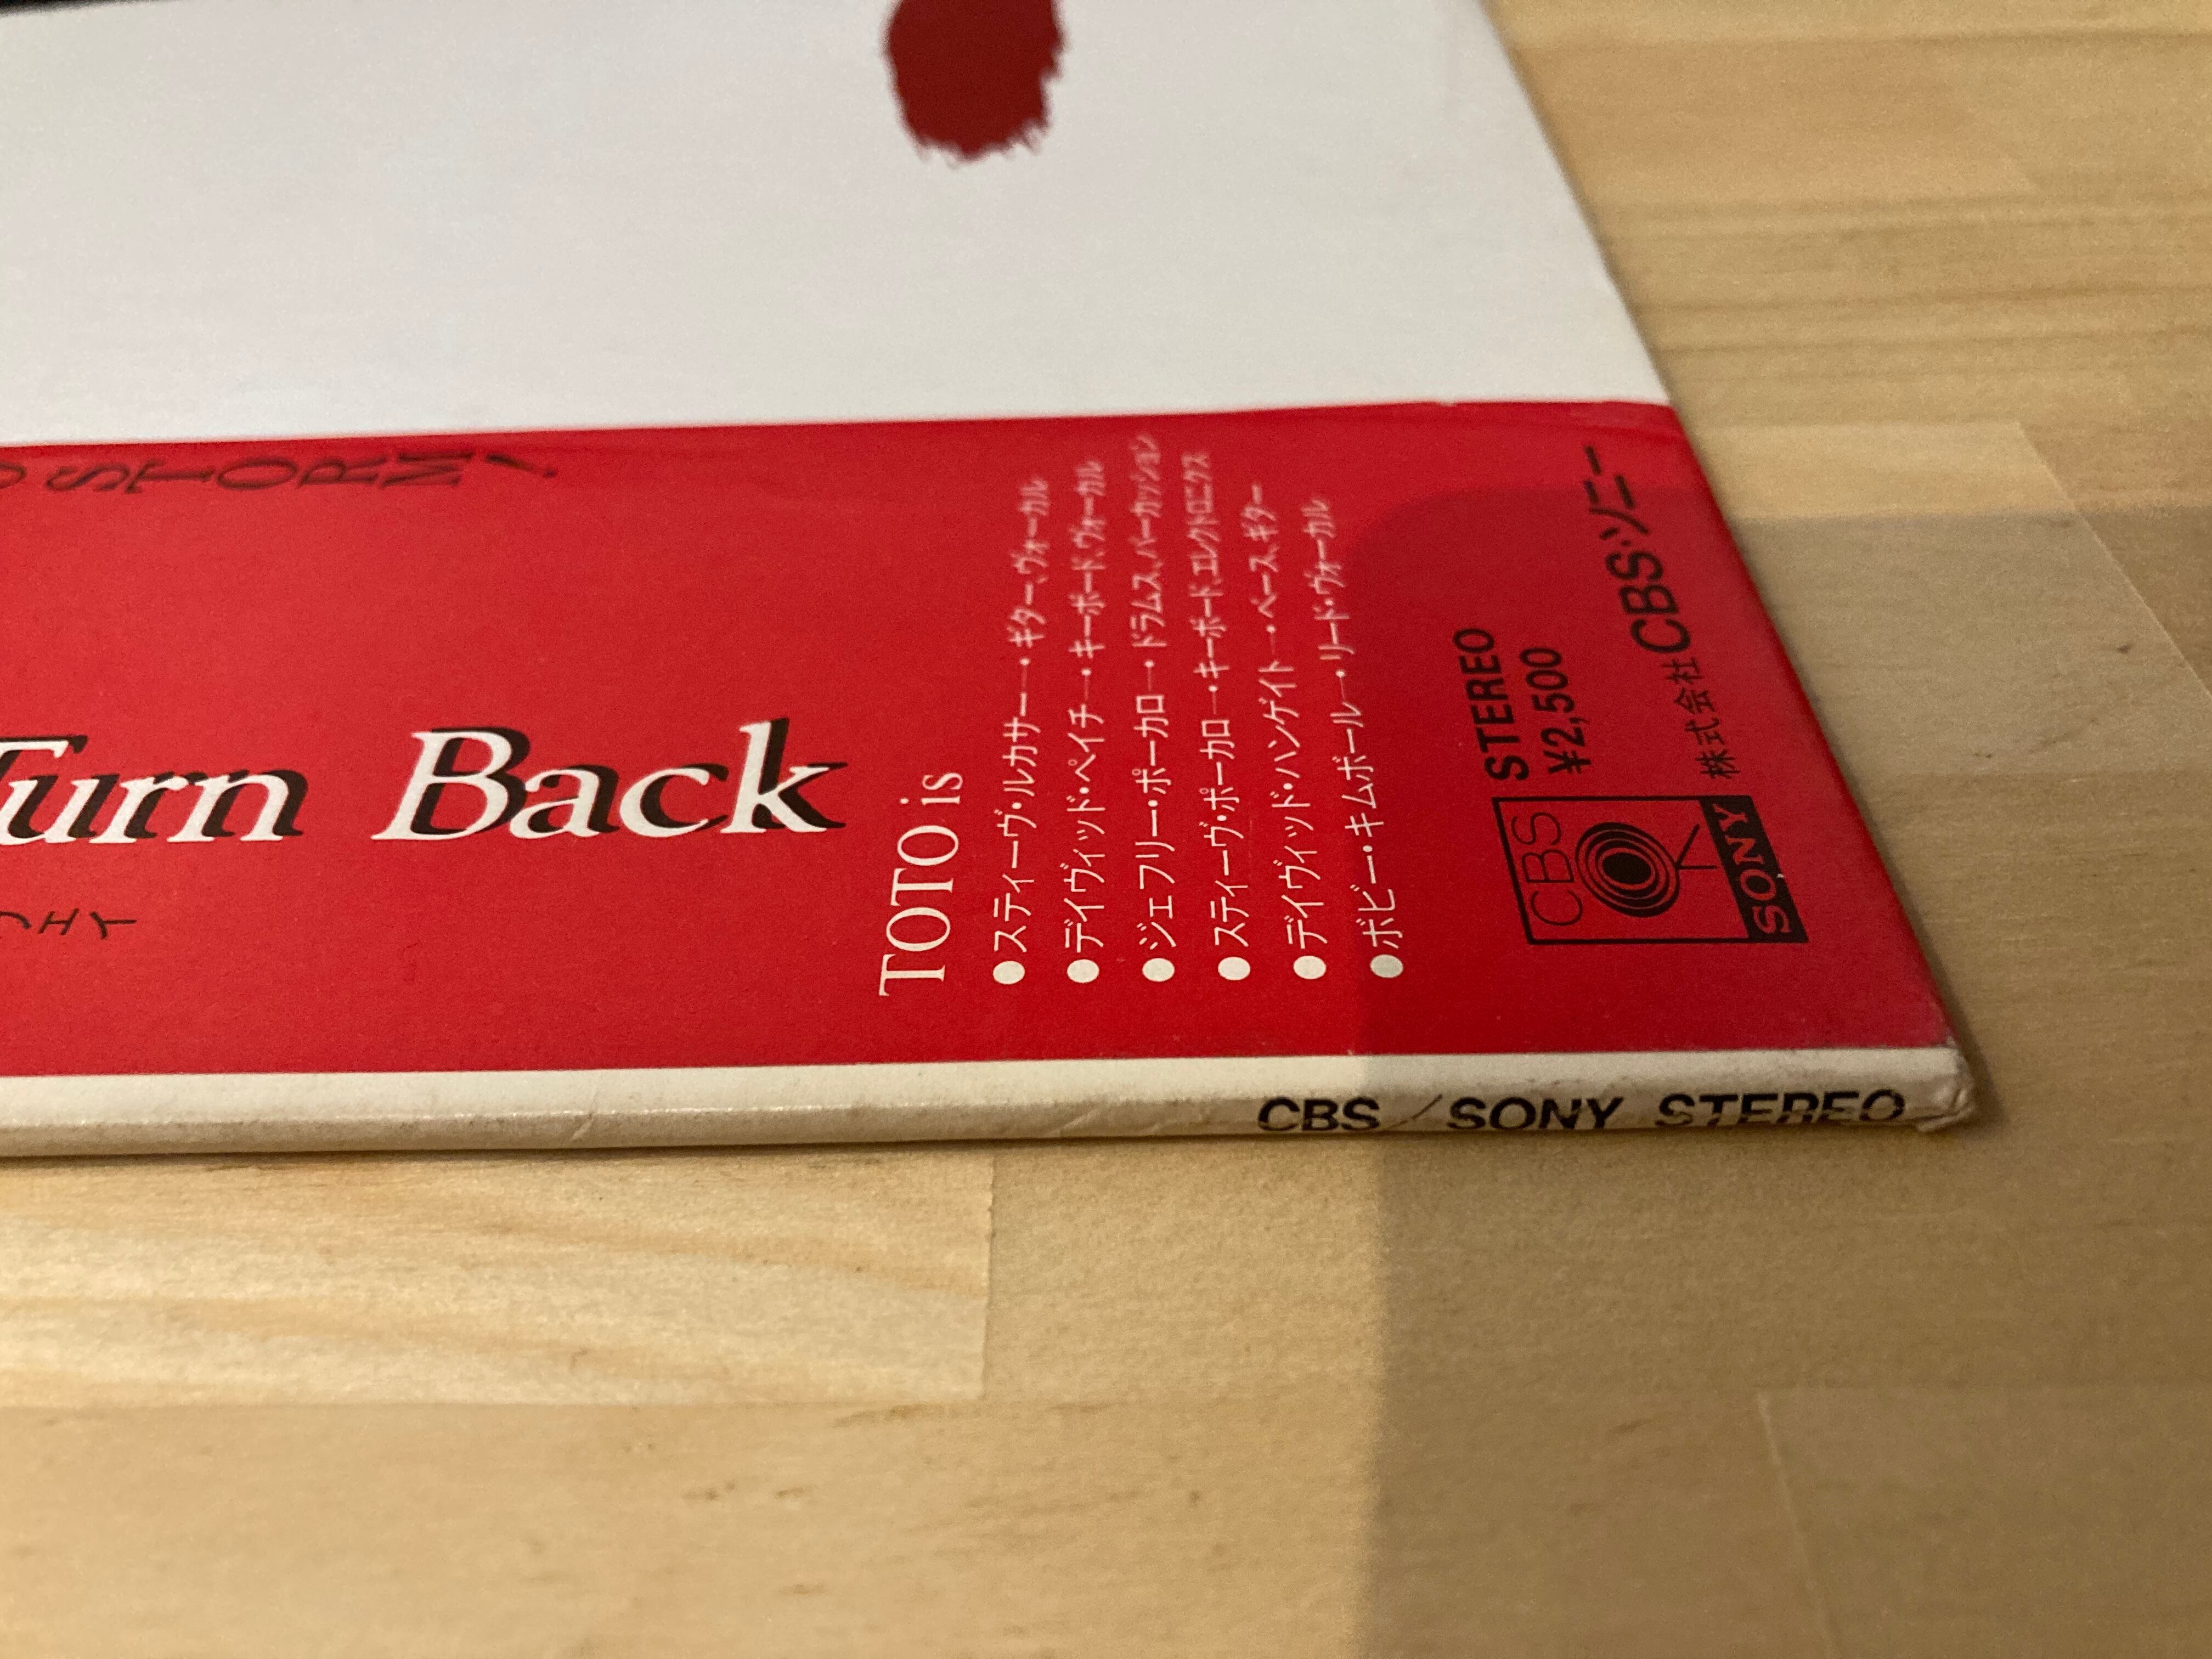 STORM!
Turn Back
ェイ
TOTO is
●スティーヴ・ルカサー—・ギター、ヴォーカル
●デイヴィッド・ペイチ—・キーボード、ヴォーカル
●ジェフリー・ポーカロ—・ドラムス、パーカッション
●スティーヴ・ポーカロ—・キーボード、エレクトロニクス
●デイヴィッド・ハンゲイト—・ベース、ギター
●ボビー・キムボール—・リード・ヴォーカル
CBS
SONY
STEREO
¥2,500
株式会社CBS・ソニー
CBS/SONY STEREO